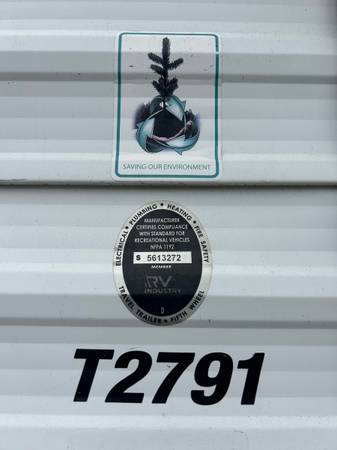 SAVING OUR ENVIRONMENT
ELECTRICAL • PLUMBING • HEATING • FIRE SAFETY
MANUFACTURER
CERTIFIES COMPLIANCE
WITH STANDARD FOR
RECREATIONAL VEHICLES
NFPA 1192
S 5613272
MEMBER
RV
INDUSTRY
D
TRAVEL TRAILER • FIFTH WHEEL
T2791